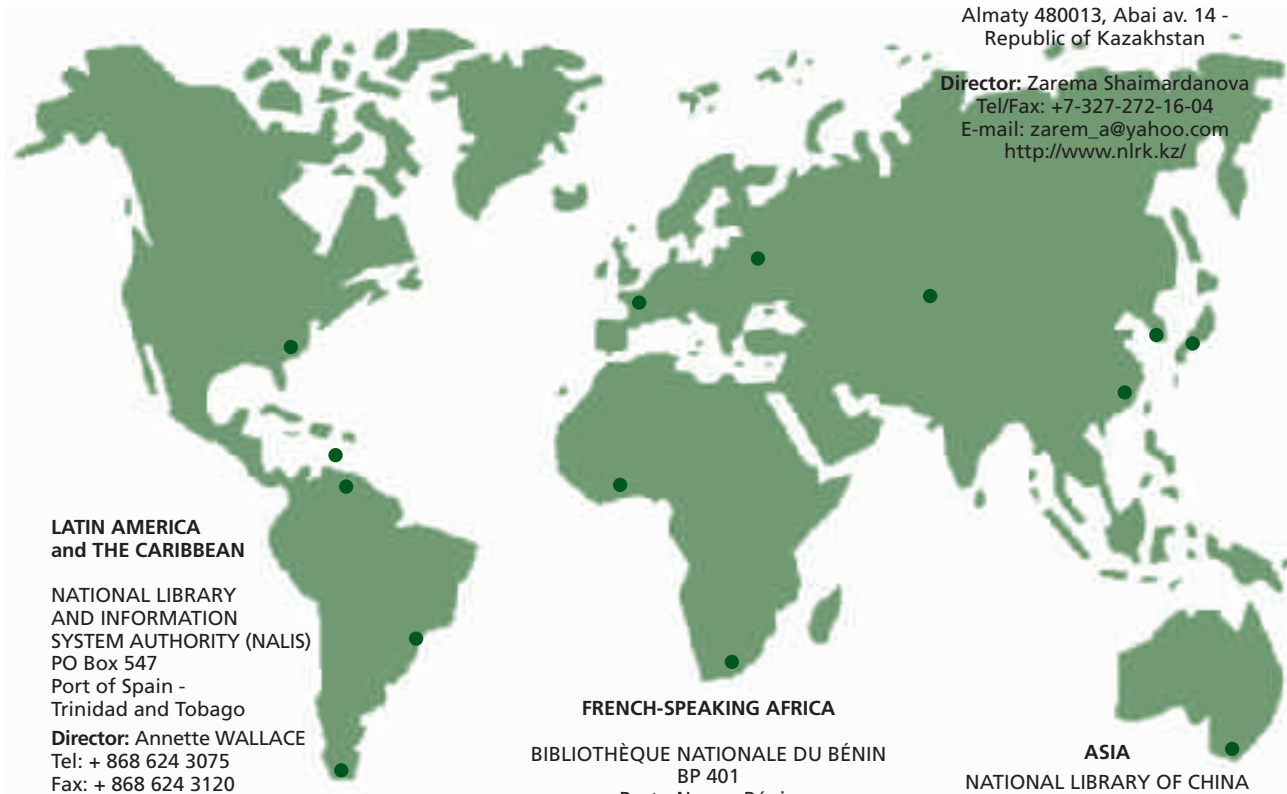 Almaty 480013, Abai av. 14 -
Republic of Kazakhstan
Director: Zarema Shaimardanova
Tel/Fax: +7-327-272-16-04
E-mail: zarem_a@yahoo.com
http://www.nlrk.kz/
LATIN AMERICA
and THE CARIBBEAN
NATIONAL LIBRARY
AND INFORMATION
SYSTEM AUTHORITY (NALIS)
PO Box 547
Port of Spain -
Trinidad and Tobago
Director: Annette WALLACE
Tel: + 868 624 3075
Fax: + 868 624 3120
FRENCH-SPEAKING AFRICA
BIBLIOTHÈQUE NATIONALE DU BÉNIN
BP 401
ASIA
NATIONAL LIBRARY OF CHINA